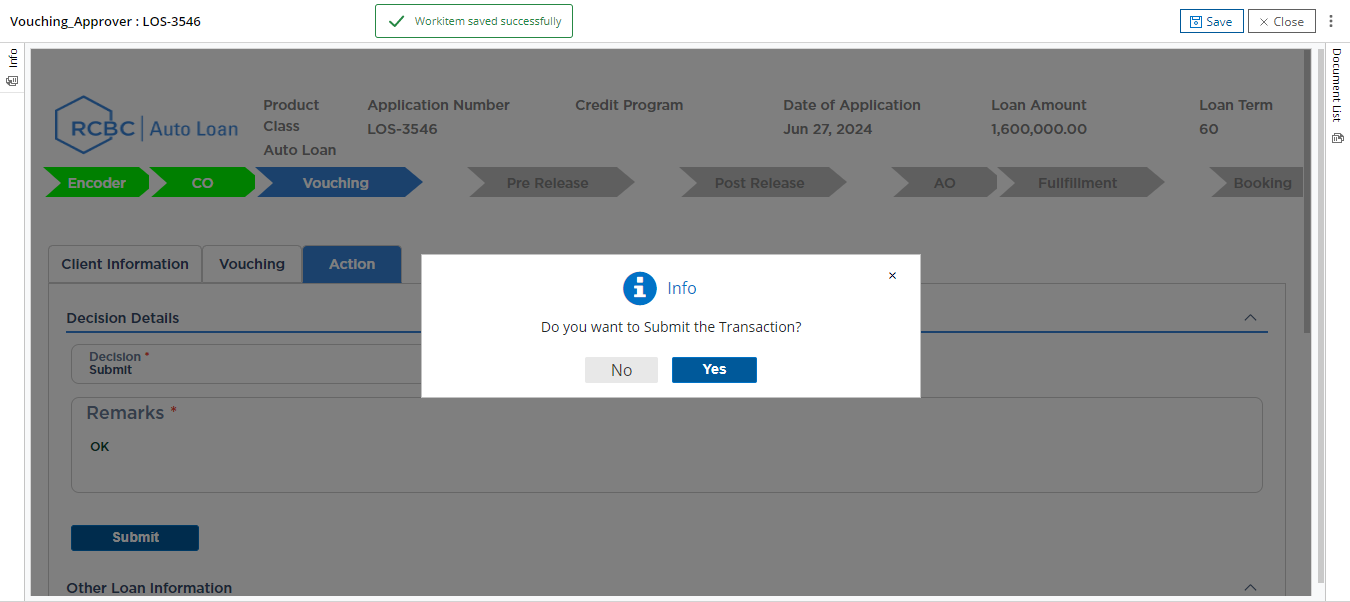 Vouching_Approver : LOS-3546
Workitem saved successfully
Save
Close
Info
Document List
RCBC Auto Loan
Product Class
Auto Loan
Application Number
LOS-3546
Credit Program
Date of Application
Jun 27, 2024
Loan Amount
1,600,000.00
Loan Term
60
Encoder
CO
Vouching
Pre Release
Post Release
AO
Fullfillment
Booking
Client Information
Vouching
Action
Decision Details
Decision *
Submit
Remarks *
OK
Submit
Other Loan Information
Info
Do you want to Submit the Transaction?
No
Yes